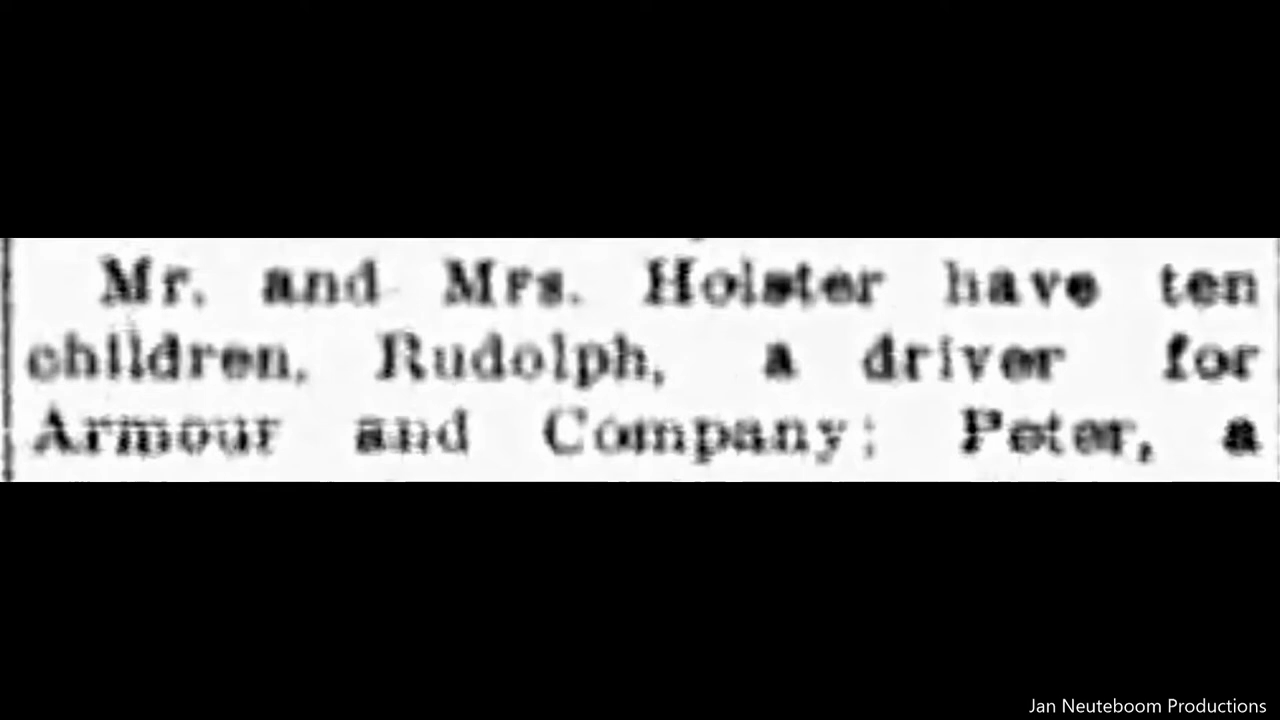 Mr. and Mrs. Holster have ten
children, Rudolph, a driver for
Armour and Company; Peter, a
Jan Neuteboom Productions